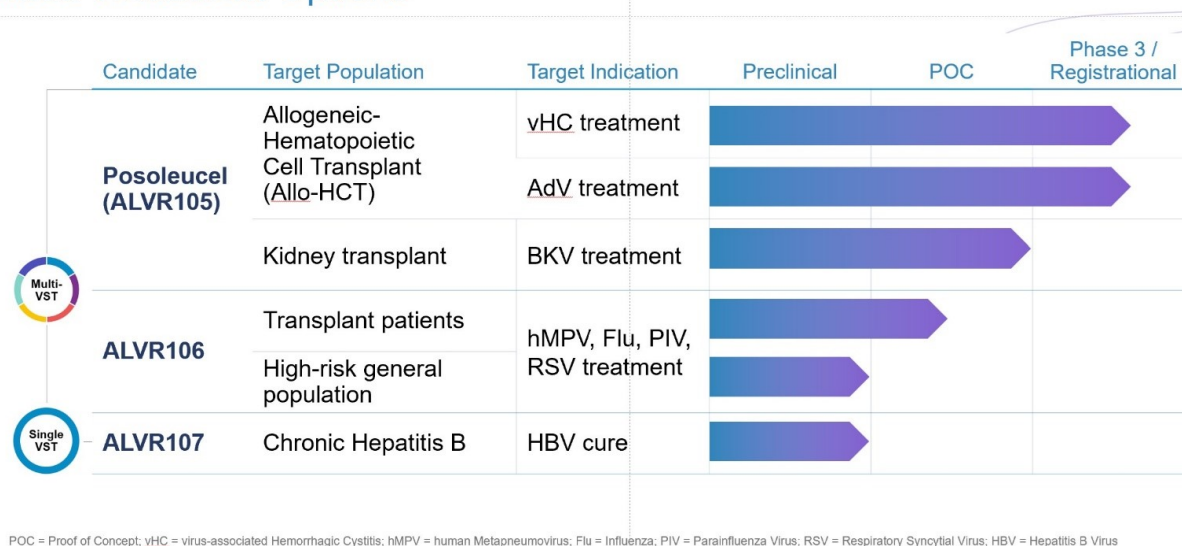 Candidate Target Population Target Indication Preclinical POC Phase 3 /
Registrational
Posoleucel
(ALVR105)
Allogeneic-
Hematopoietic
Cell Transplant
(Allo-HCT)
vHC treatment
AdV treatment
Kidney transplant BKV treatment
Multi-
VST
ALVR106
Transplant patients
hMPV, Flu, PIV,
RSV treatment
High-risk general
population
Single
VST
ALVR107 Chronic Hepatitis B HBV cure
POC = Proof of Concept; vHC = virus-associated Hemorrhagic Cystitis; hMPV = human Metapneumovirus; Flu = Influenza; PIV = Parainfluenza Virus; RSV = Respiratory Syncytial Virus; HBV = Hepatitis B Virus